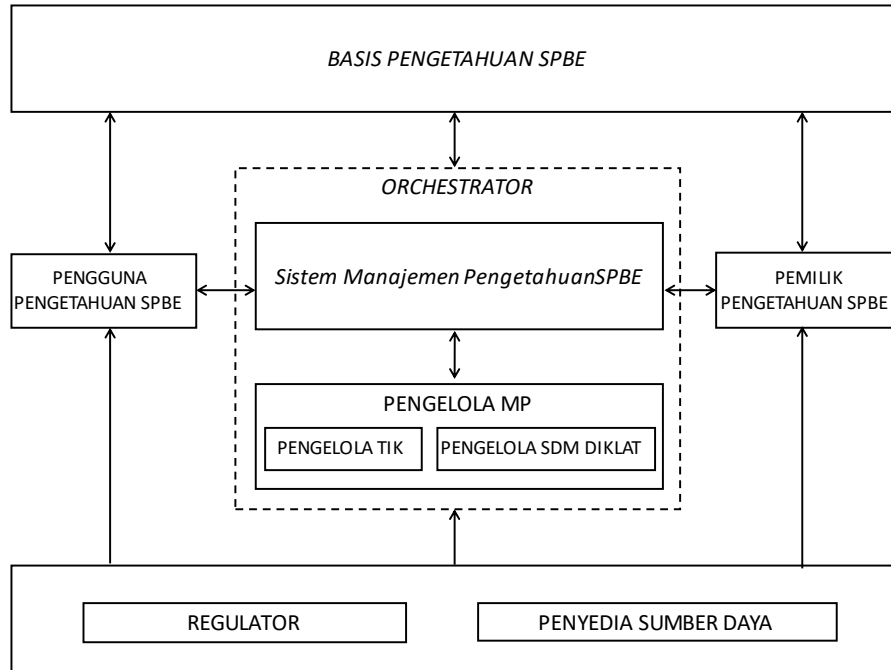 BASIS PENGETAHUAN SPBE
ORCHESTRATOR
Sistem Manajemen PengetahuanSPBE
PENGGUNA
PENGETAHUAN SPBE
PEMILIK
PENGETAHUAN SPBE
PENGELOLA MP
PENGELOLA TIK
PENGELOLA SDM DIKLAT
REGULATOR
PENYEDIA SUMBER DAYA